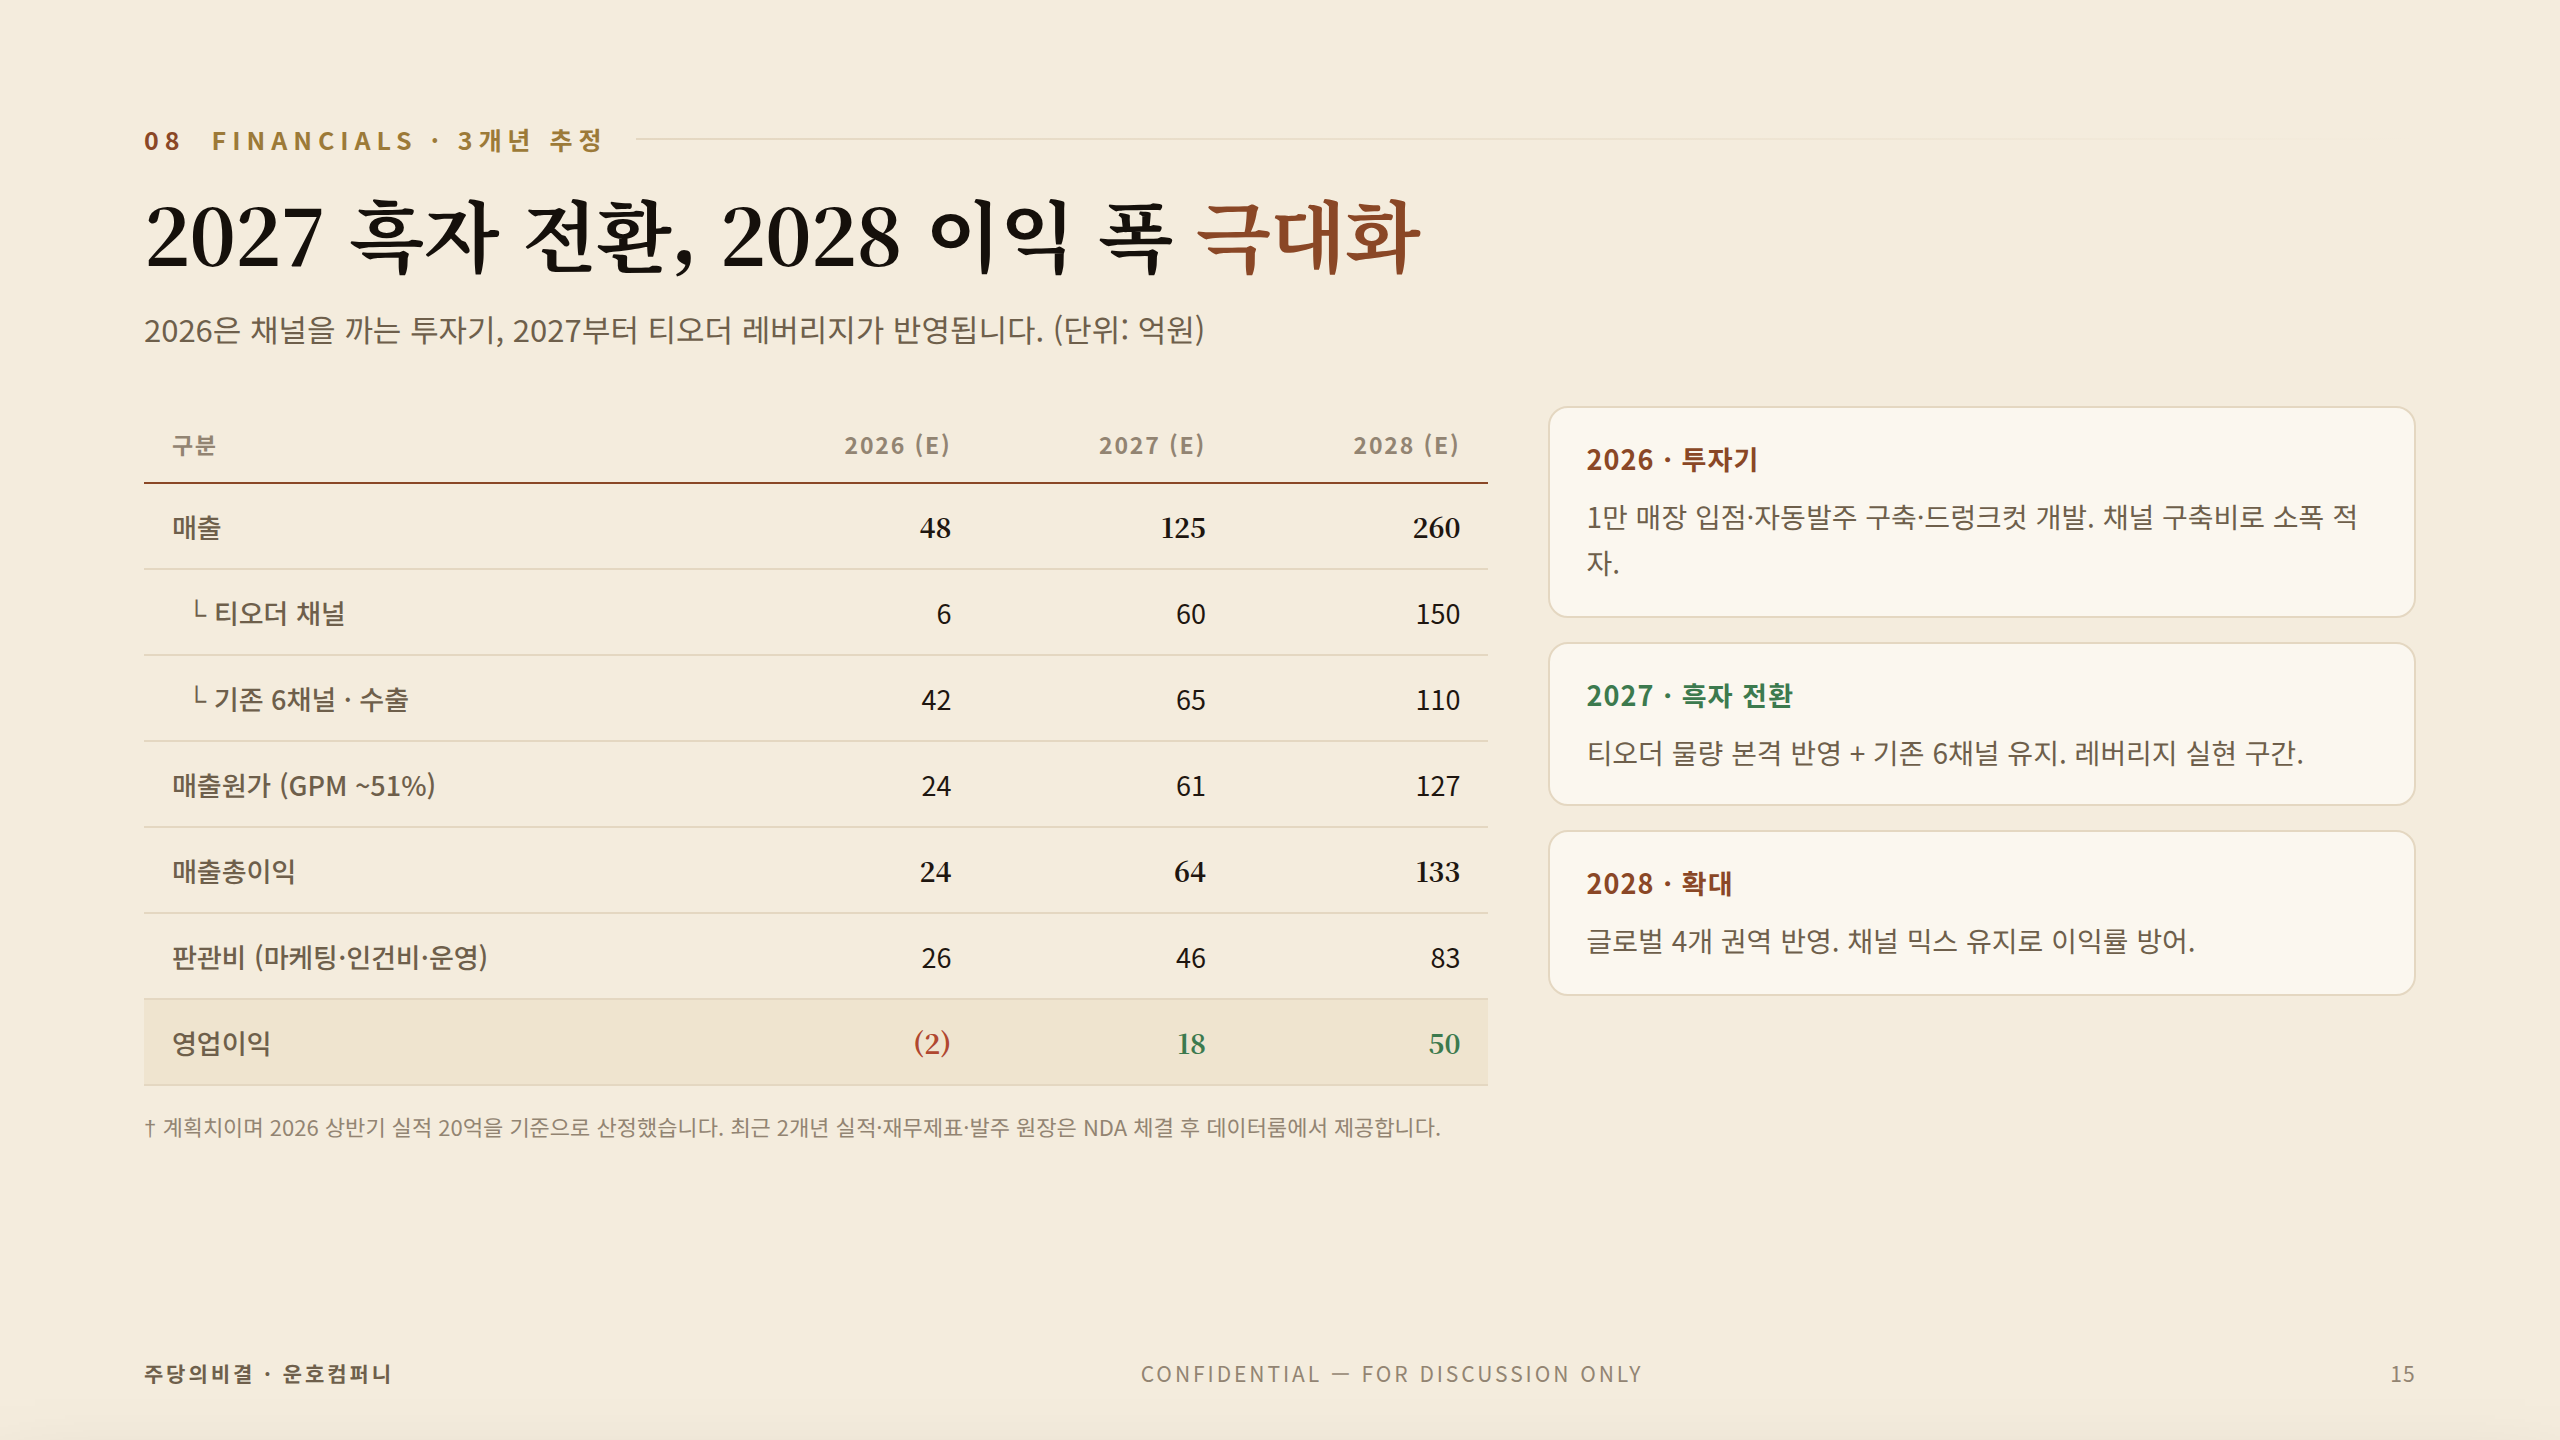 08 FINANCIALS · 3개년 추정
2027 흑자 전환, 2028 이익 폭 극대화
2026은 채널을 까는 투자기, 2027부터 티오더 레버리지가 반영됩니다. (단위: 억원)
구분 2026 (E) 2027 (E) 2028 (E)
매출 48 125 260
└ 티오더 채널 6 60 150
└ 기존 6채널 · 수출 42 65 110
매출원가 (GPM ~51%) 24 61 127
매출총이익 24 64 133
판관비 (마케팅·인건비·운영) 26 46 83
영업이익 (2) 18 50
† 계획치이며 2026 상반기 실적 20억을 기준으로 산정했습니다. 최근 2개년 실적·재무제표·발주 원장은 NDA 체결 후 데이터룸에서 제공합니다.
2026 · 투자기
1만 매장 입점·자동발주 구축·드렁크컷 개발. 채널 구축비로 소폭 적
자.
2027 · 흑자 전환
티오더 물량 본격 반영 + 기존 6채널 유지. 레버리지 실현 구간.
2028 · 확대
글로벌 4개 권역 반영. 채널 믹스 유지로 이익률 방어.
주당의비결 · 운호컴퍼니 CONFIDENTIAL — FOR DISCUSSION ONLY 15